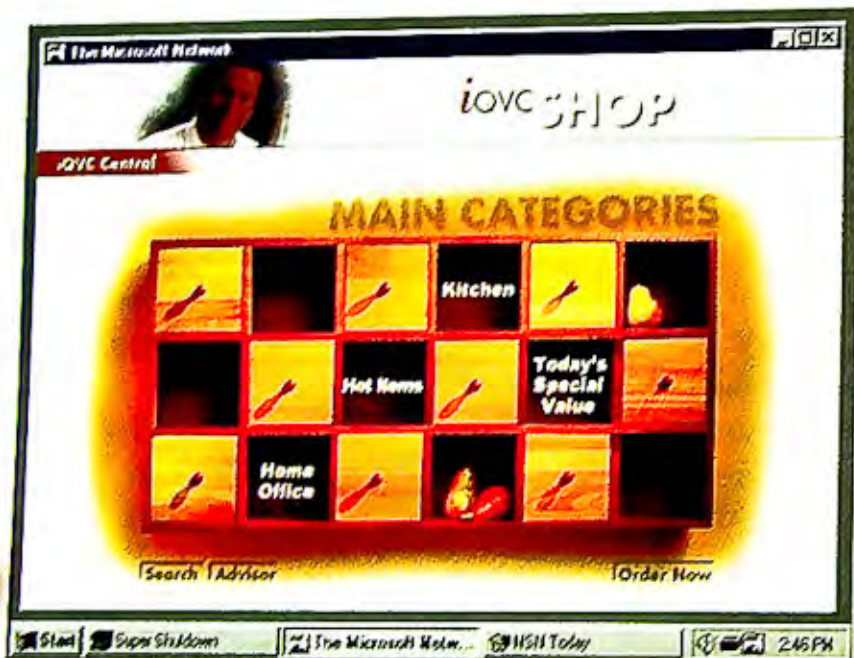 The Microsoft Network
iQVC SHOP
iQVC Central
MAIN CATEGORIES
Kitchen
Hot Items
Today's
Special
Value
Home
Office
Search Advisor Order Now
Start Super Shutdown The Microsoft Netw... MSN Today 2:46 PM